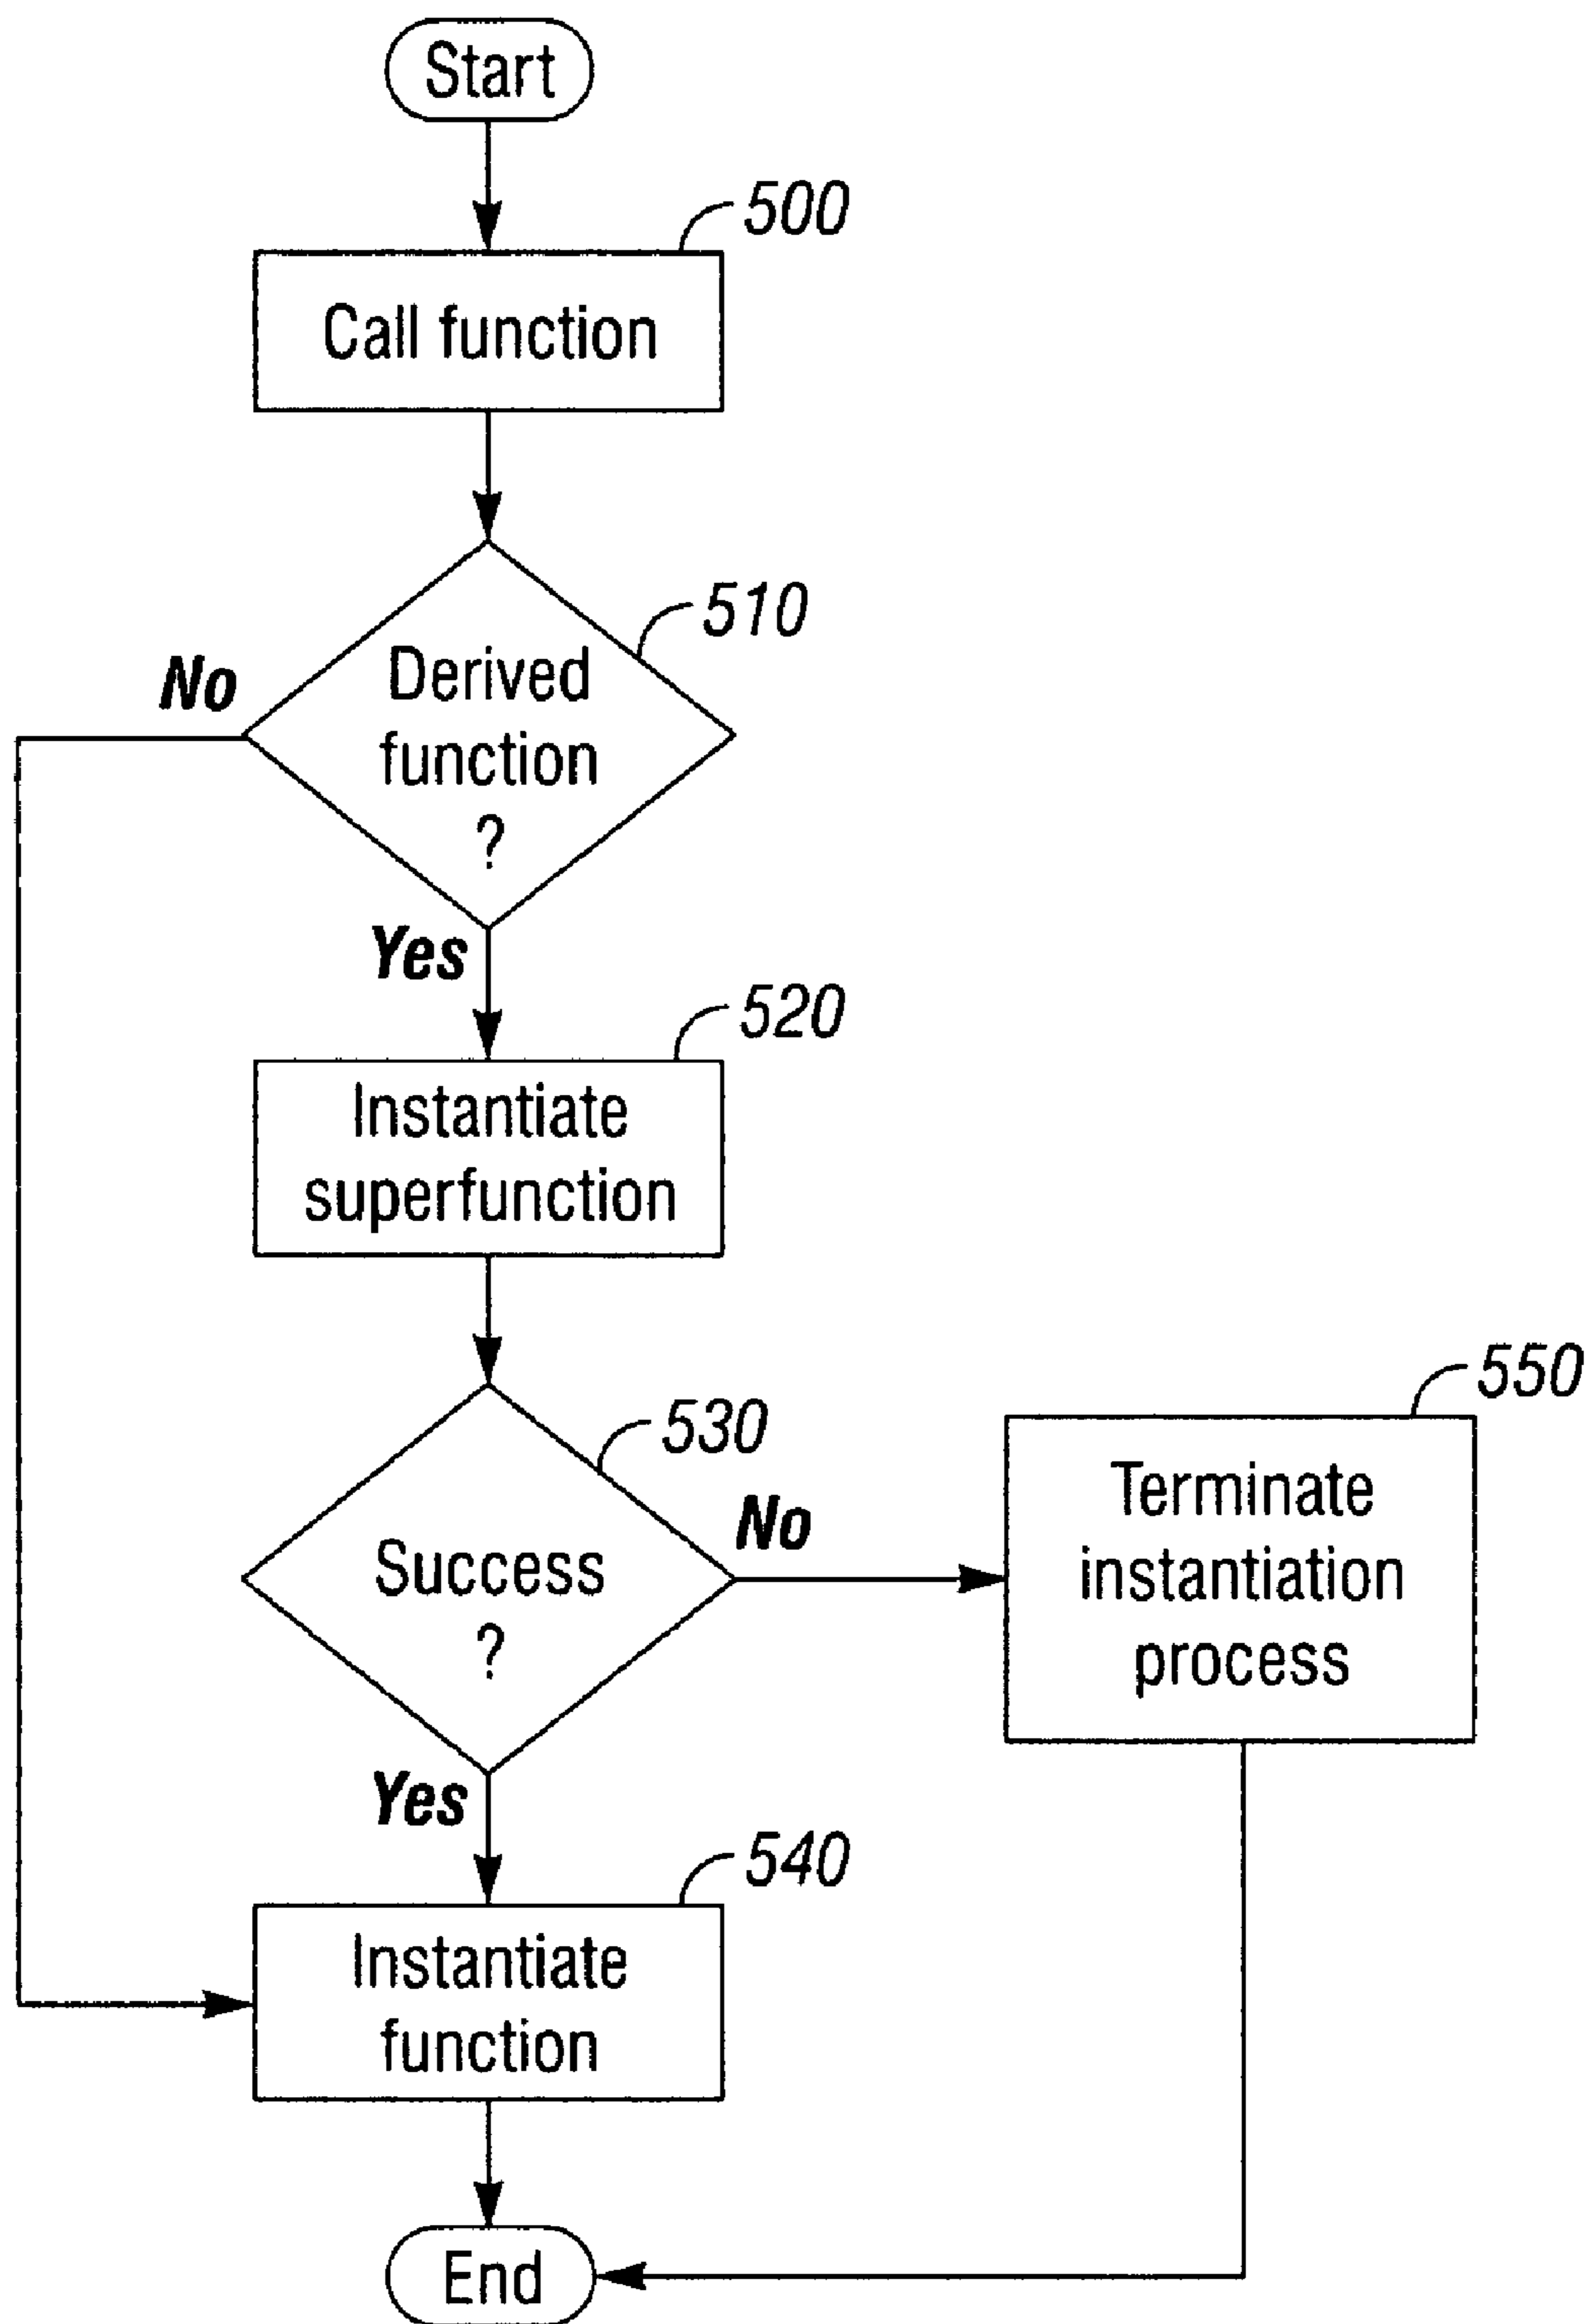 Start
500
Call function
510
No
Derived
function
?
Yes
520
Instantiate
superfunction
530
550
No
Terminate
instantiation
process
Success
?
Yes
540
Instantiate
function
End